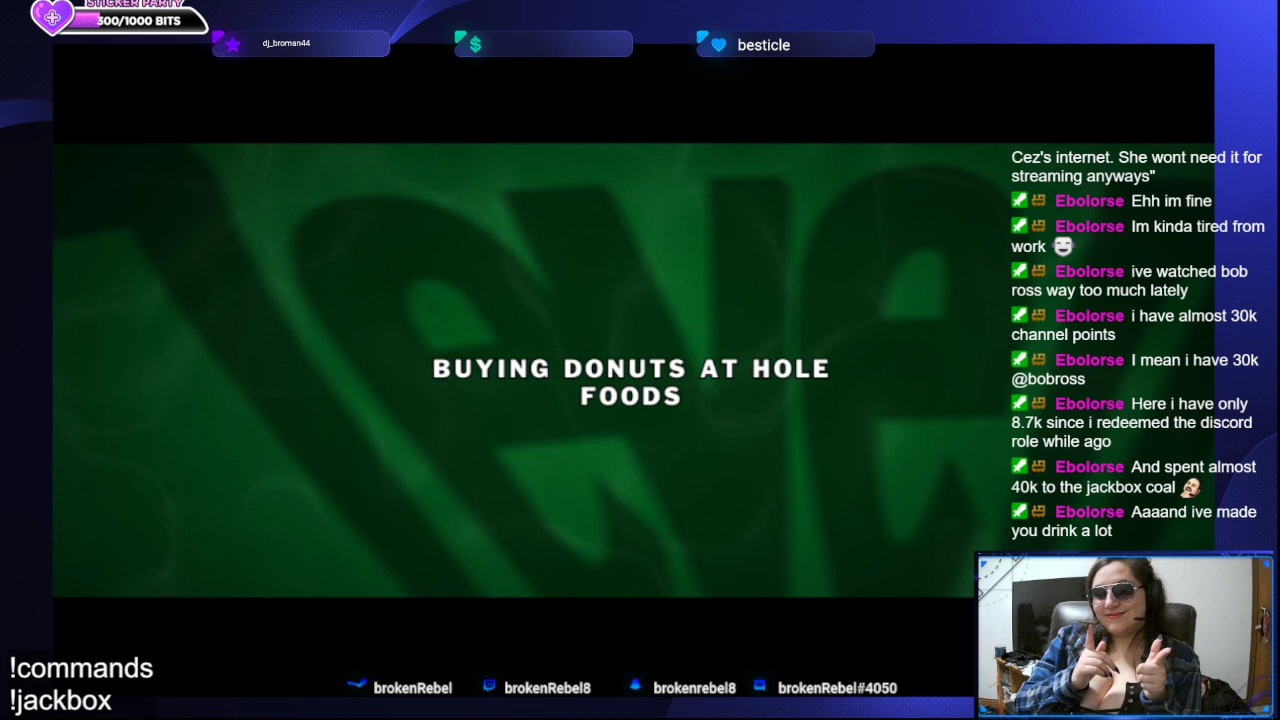 STICKER PARTY
300/1000 BITS
dj_broman44
besticle
Cez's internet. She wont need it for
streaming anyways"
Ebolorse Ehh im fine
Ebolorse Im kinda tired from
work
Ebolorse ive watched bob
ross way too much lately
Ebolorse i have almost 30k
channel points
Ebolorse I mean i have 30k
@bobross
Ebolorse Here i have only
8.7k since i redeemed the discord
role while ago
Ebolorse And spent almost
40k to the jackbox coal
Ebolorse Aaaand ive made
you drink a lot
BUYING DONUTS AT HOLE
FOODS
!commands
!jackbox
brokenRebel brokenRebel8 brokenrebel8 brokenRebel#4050